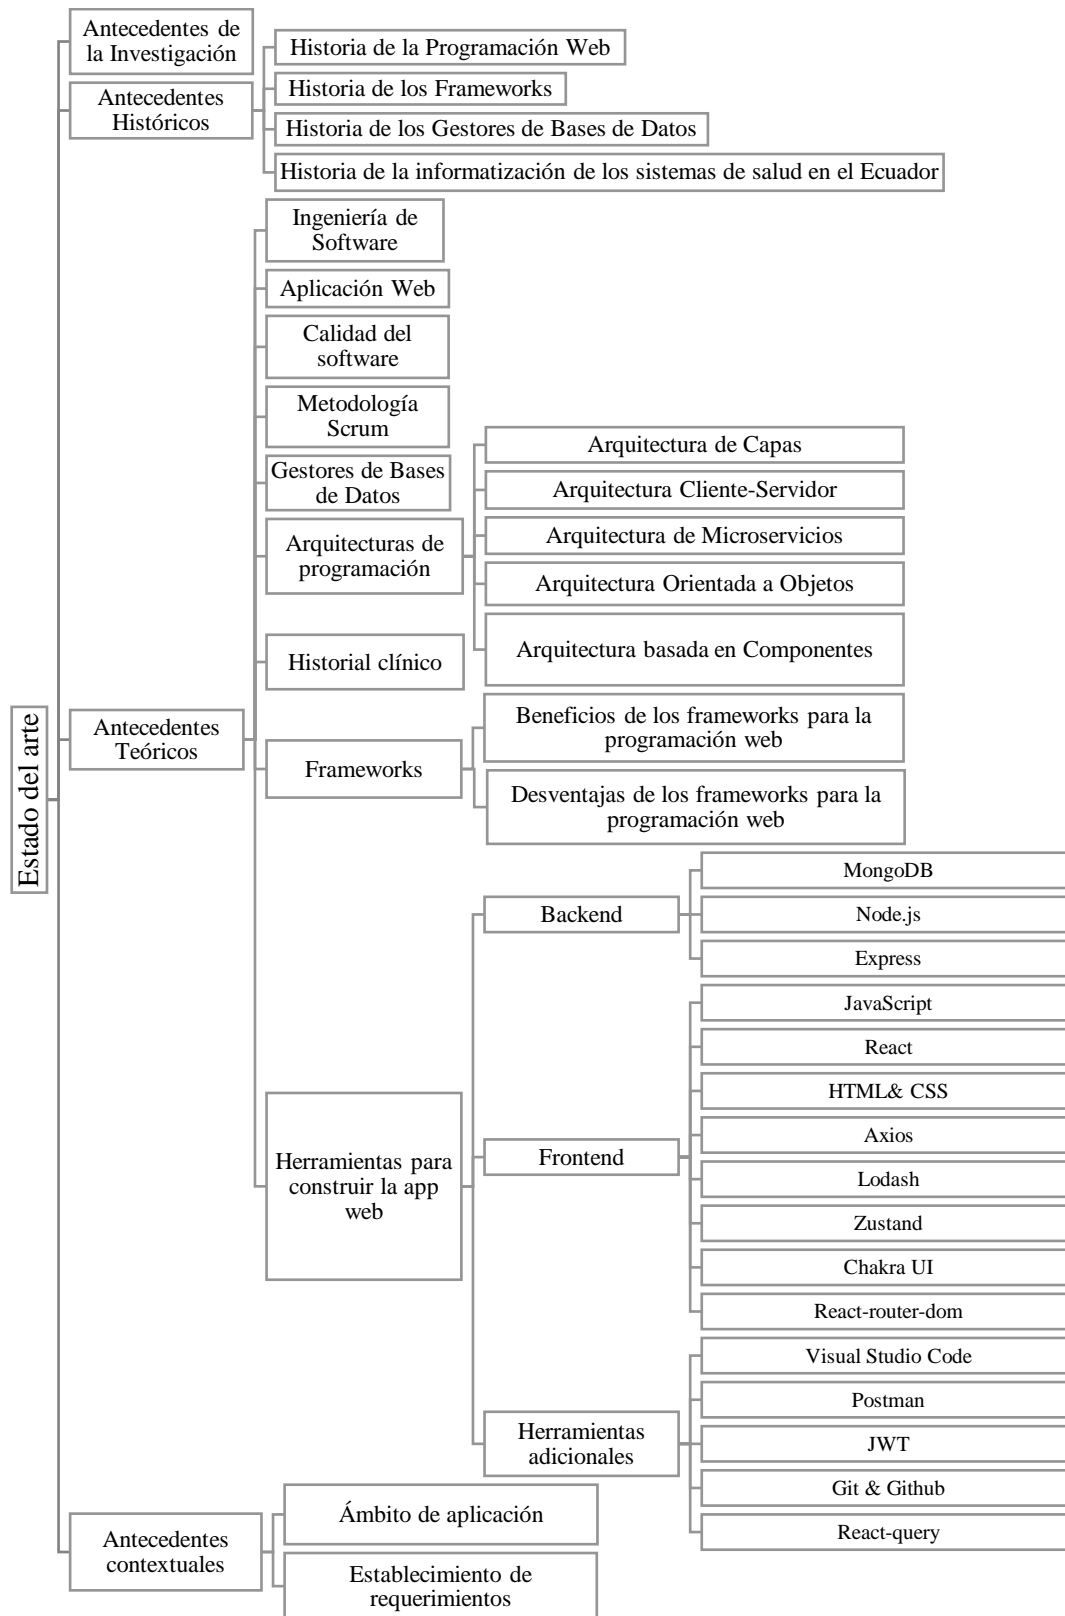 Estado del arte
Antecedentes de
la Investigación
Antecedentes
Históricos
Historia de la Programación Web
Historia de los Frameworks
Historia de los Gestores de Bases de Datos
Historia de la informatización de los sistemas de salud en el Ecuador
Antecedentes
Teóricos
Ingeniería de
Software
Aplicación Web
Calidad del
software
Metodología
Scrum
Gestores de Bases
de Datos
Arquitecturas de
programación
Arquitectura de Capas
Arquitectura Cliente-Servidor
Arquitectura de Microservicios
Arquitectura Orientada a Objetos
Arquitectura basada en Componentes
Historial clínico
Frameworks
Beneficios de los frameworks para la
programación web
Desventajas de los frameworks para la
programación web
Herramientas para
construir la app
web
Backend
MongoDB
Node.js
Express
Frontend
JavaScript
React
HTML& CSS
Axios
Lodash
Zustand
Chakra UI
React-router-dom
Herramientas
adicionales
Visual Studio Code
Postman
JWT
Git & Github
React-query
Antecedentes
contextuales
Ámbito de aplicación
Establecimiento de
requerimientos